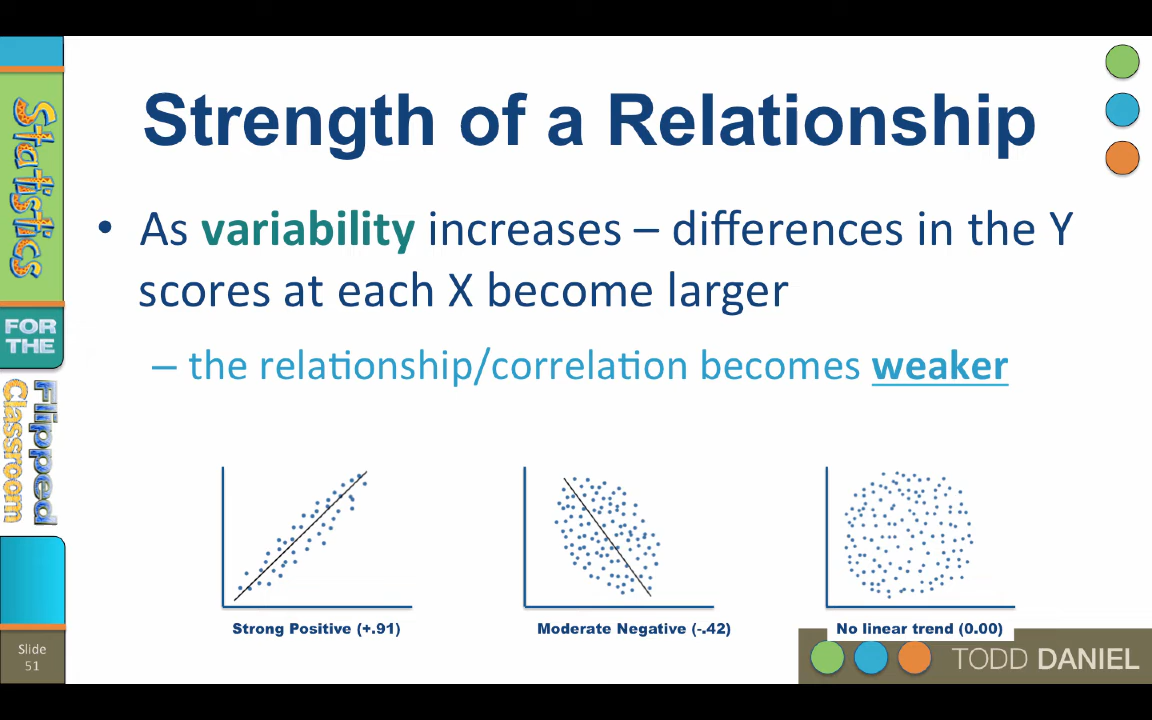 Strength of a Relationship
• As variability increases – differences in the Y
scores at each X become larger
– the relationship/correlation becomes weaker
Strong Positive (+.91)
Moderate Negative (-.42)
No linear trend (0.00)
Statistics
FOR THE
Flipped
Classroom
Slide
51
TODD DANIEL